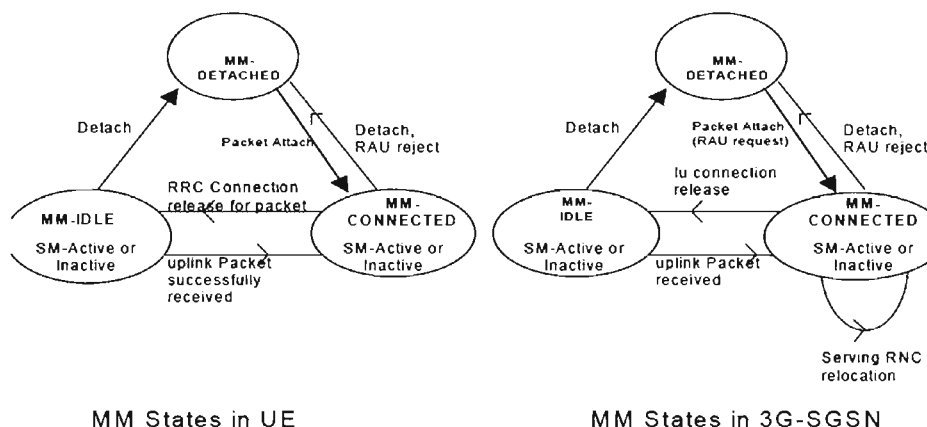 MM-
DETACHED
Detach
Packet Attach
Detach,
RAU reject
RRC Connection
release for packet
MM-IDLE
SM-Active or
Inactive
MM-
CONNECTED
SM-Active or
Inactive
uplink Packet
successfully
received
MM States in UE
MM-
DETACHED
Detach
Packet Attach
(RAU request)
Detach,
RAU reject
Iu connection
release
MM-
IDLE
SM-Active or
Inactive
MM-
CONNECTED
SM-Active or
Inactive
uplink Packet
received
Serving RNC
relocation
MM States in 3G-SGSN